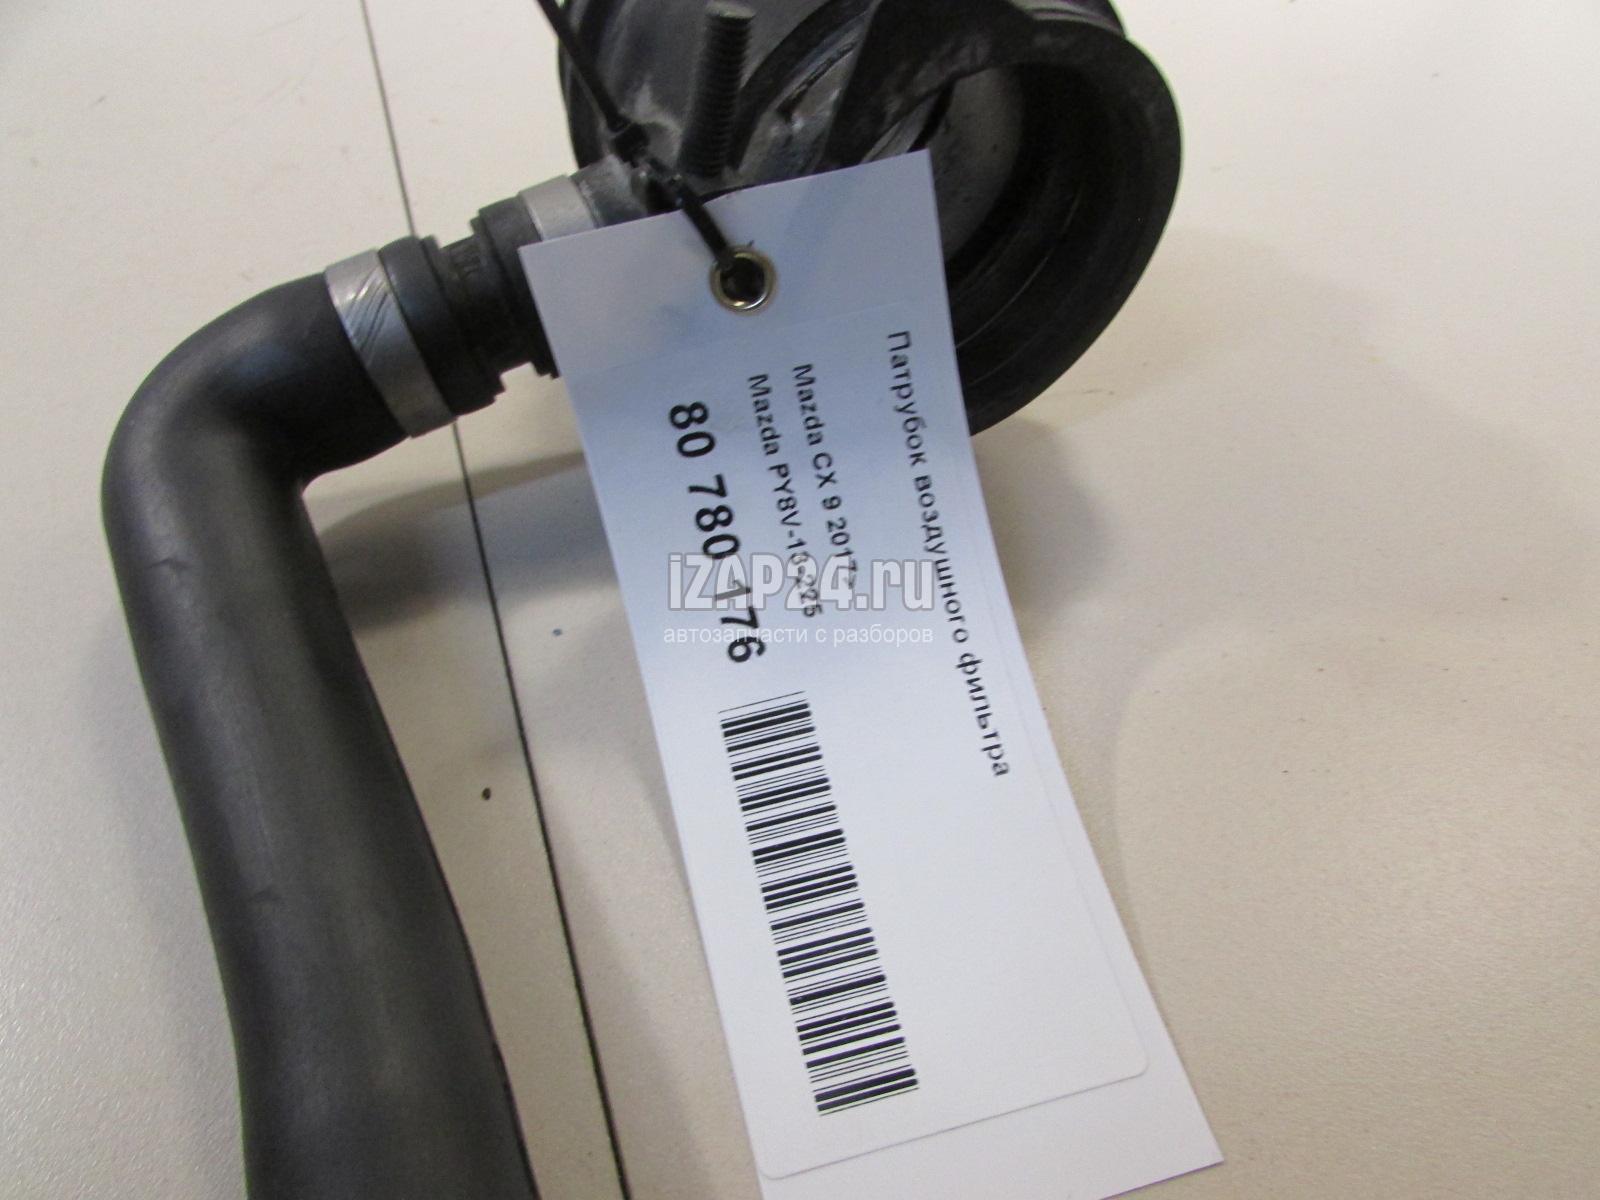 Патрубок воздушного фильтра
Mazda CX 9 2017>
Mazda PY8V-13-225
80 780 176
iZAP24.ru
автозапчасти с разборов